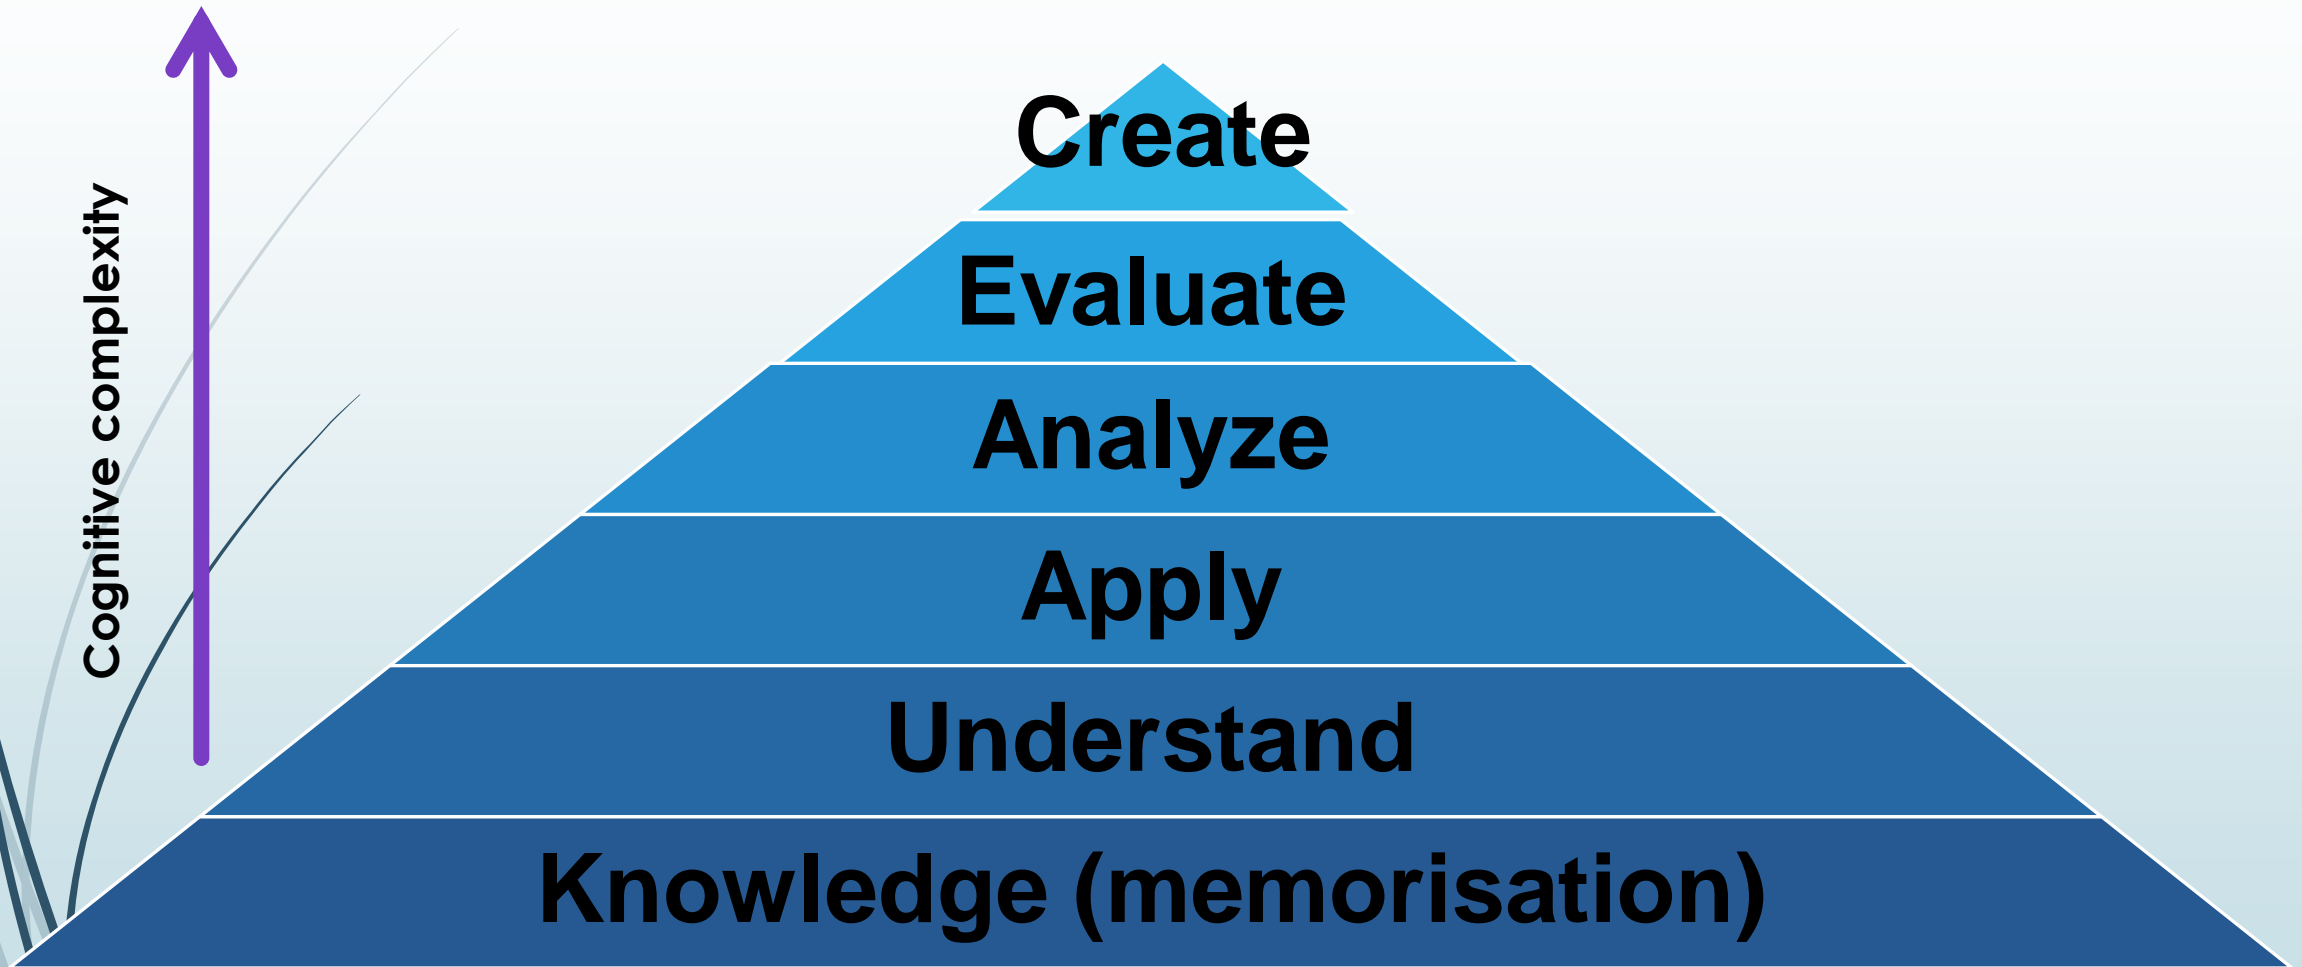 Cognitive complexity
Create
Evaluate
Analyze
Apply
Understand
Knowledge (memorisation)